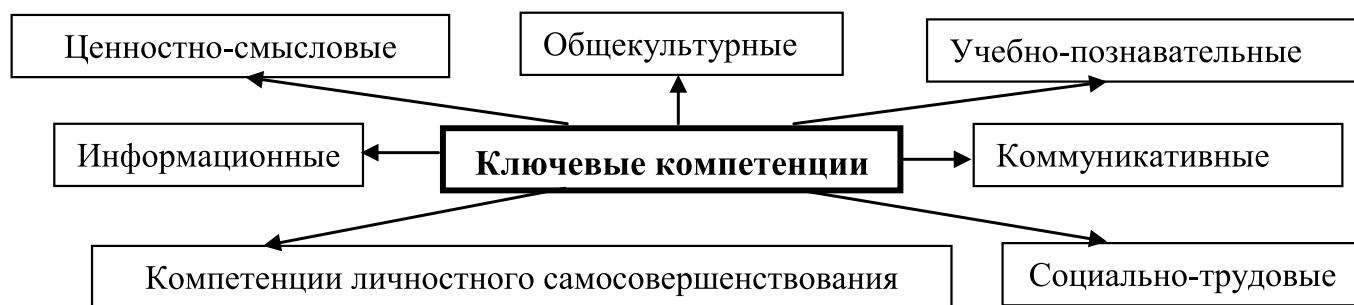 Ценностно-смысловые
Общекультурные
Учебно-познавательные
Информационные
Ключевые компетенции
Коммуникативные
Компетенции личностного самосовершенствования
Социально-трудовые